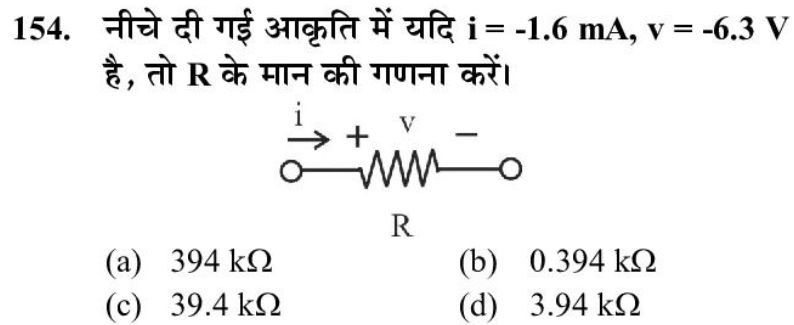 154. नीचे दी गई आकृति में यदि i = -1.6 mA, v = -6.3 V
है, तो R के मान की गणना करें।
i
+ v −
R
(a) 394 kΩ (b) 0.394 kΩ
(c) 39.4 kΩ (d) 3.94 kΩ